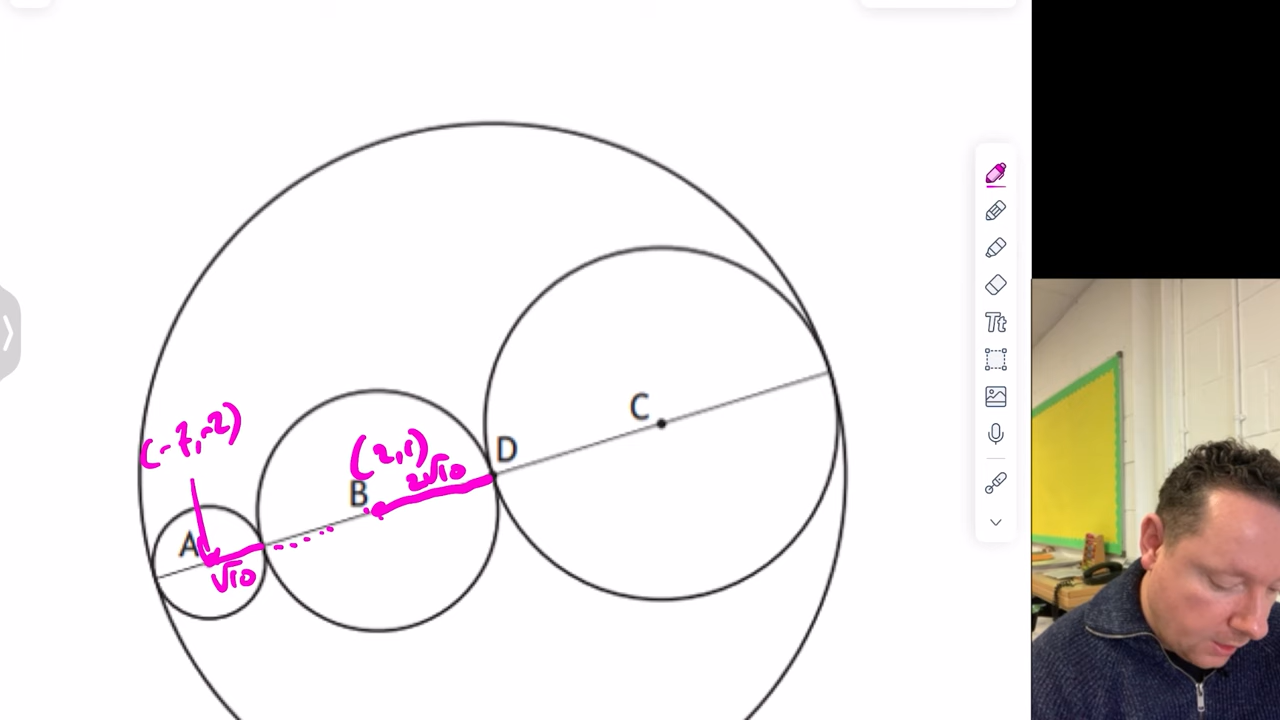 (-7,-2)
A
√10
(2,1)
2√10
B
D
C
Tt